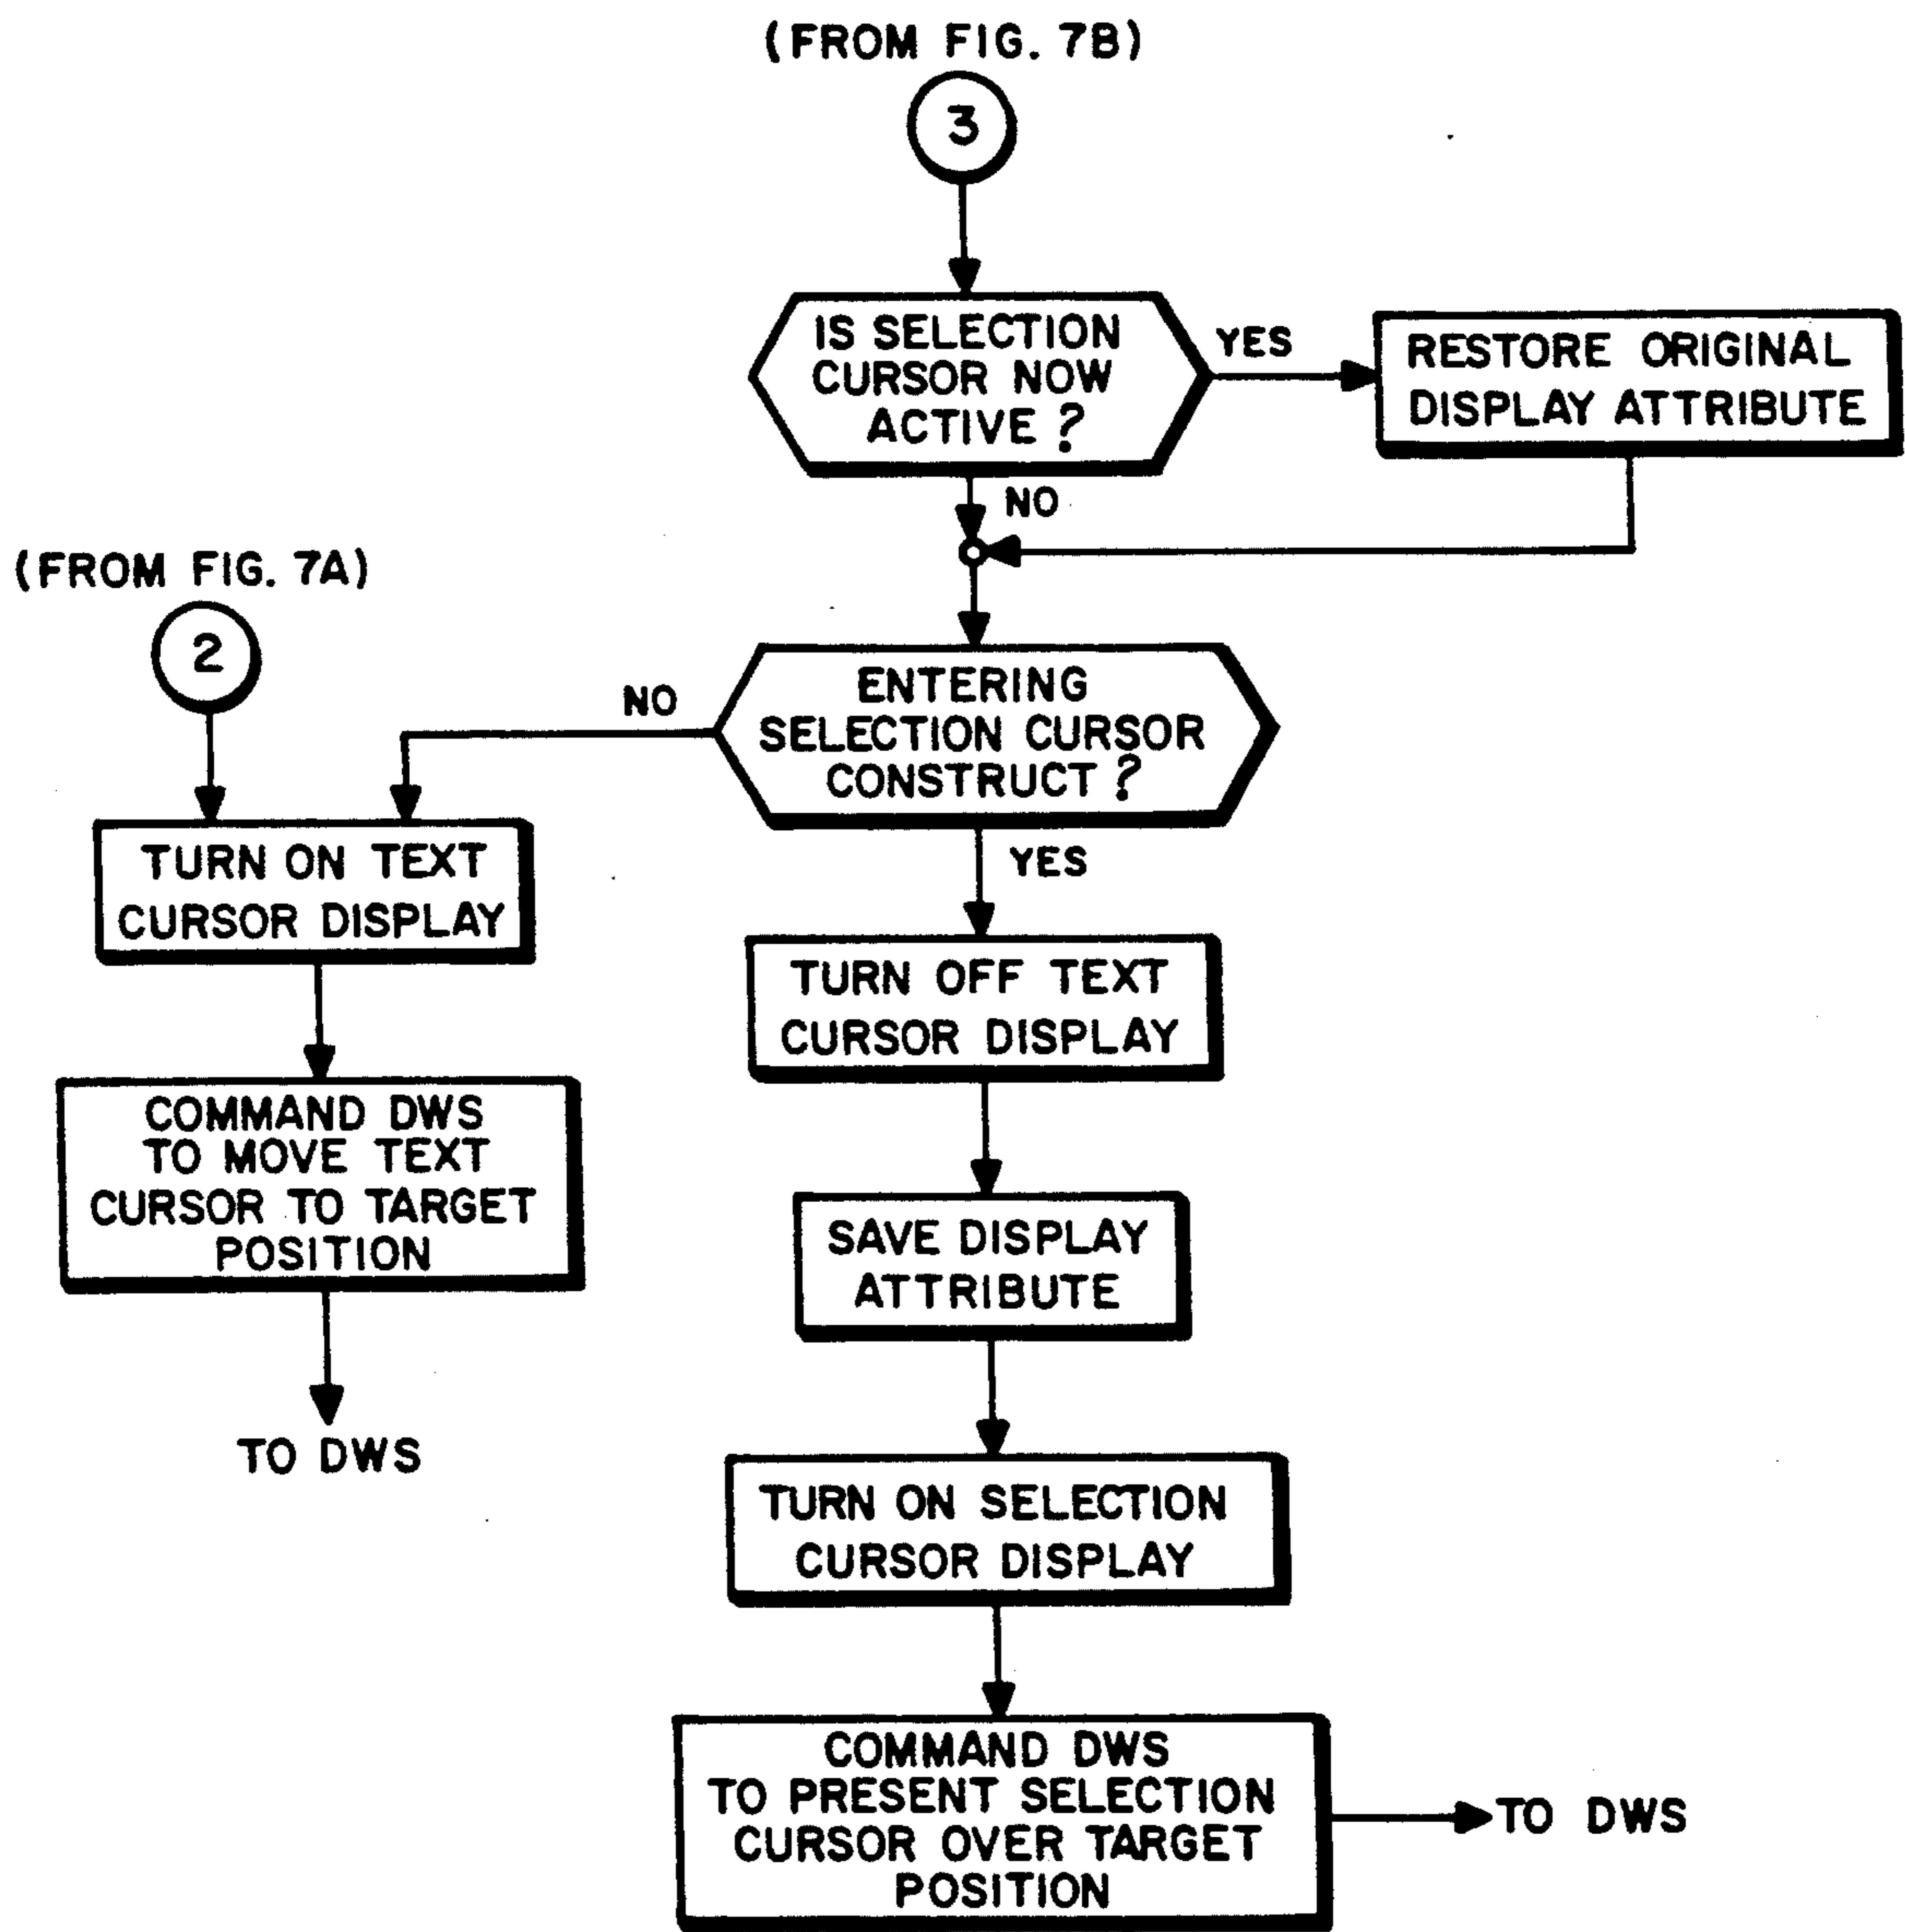 (FROM FIG. 7B)
3
IS SELECTION
CURSOR NOW
ACTIVE ?
YES
RESTORE ORIGINAL
DISPLAY ATTRIBUTE
NO
(FROM FIG. 7A)
2
NO
ENTERING
SELECTION CURSOR
CONSTRUCT ?
YES
TURN ON TEXT
CURSOR DISPLAY
TURN OFF TEXT
CURSOR DISPLAY
COMMAND DWS
TO MOVE TEXT
CURSOR TO TARGET
POSITION
SAVE DISPLAY
ATTRIBUTE
TO DWS
TURN ON SELECTION
CURSOR DISPLAY
COMMAND DWS
TO PRESENT SELECTION
CURSOR OVER TARGET
POSITION
TO DWS